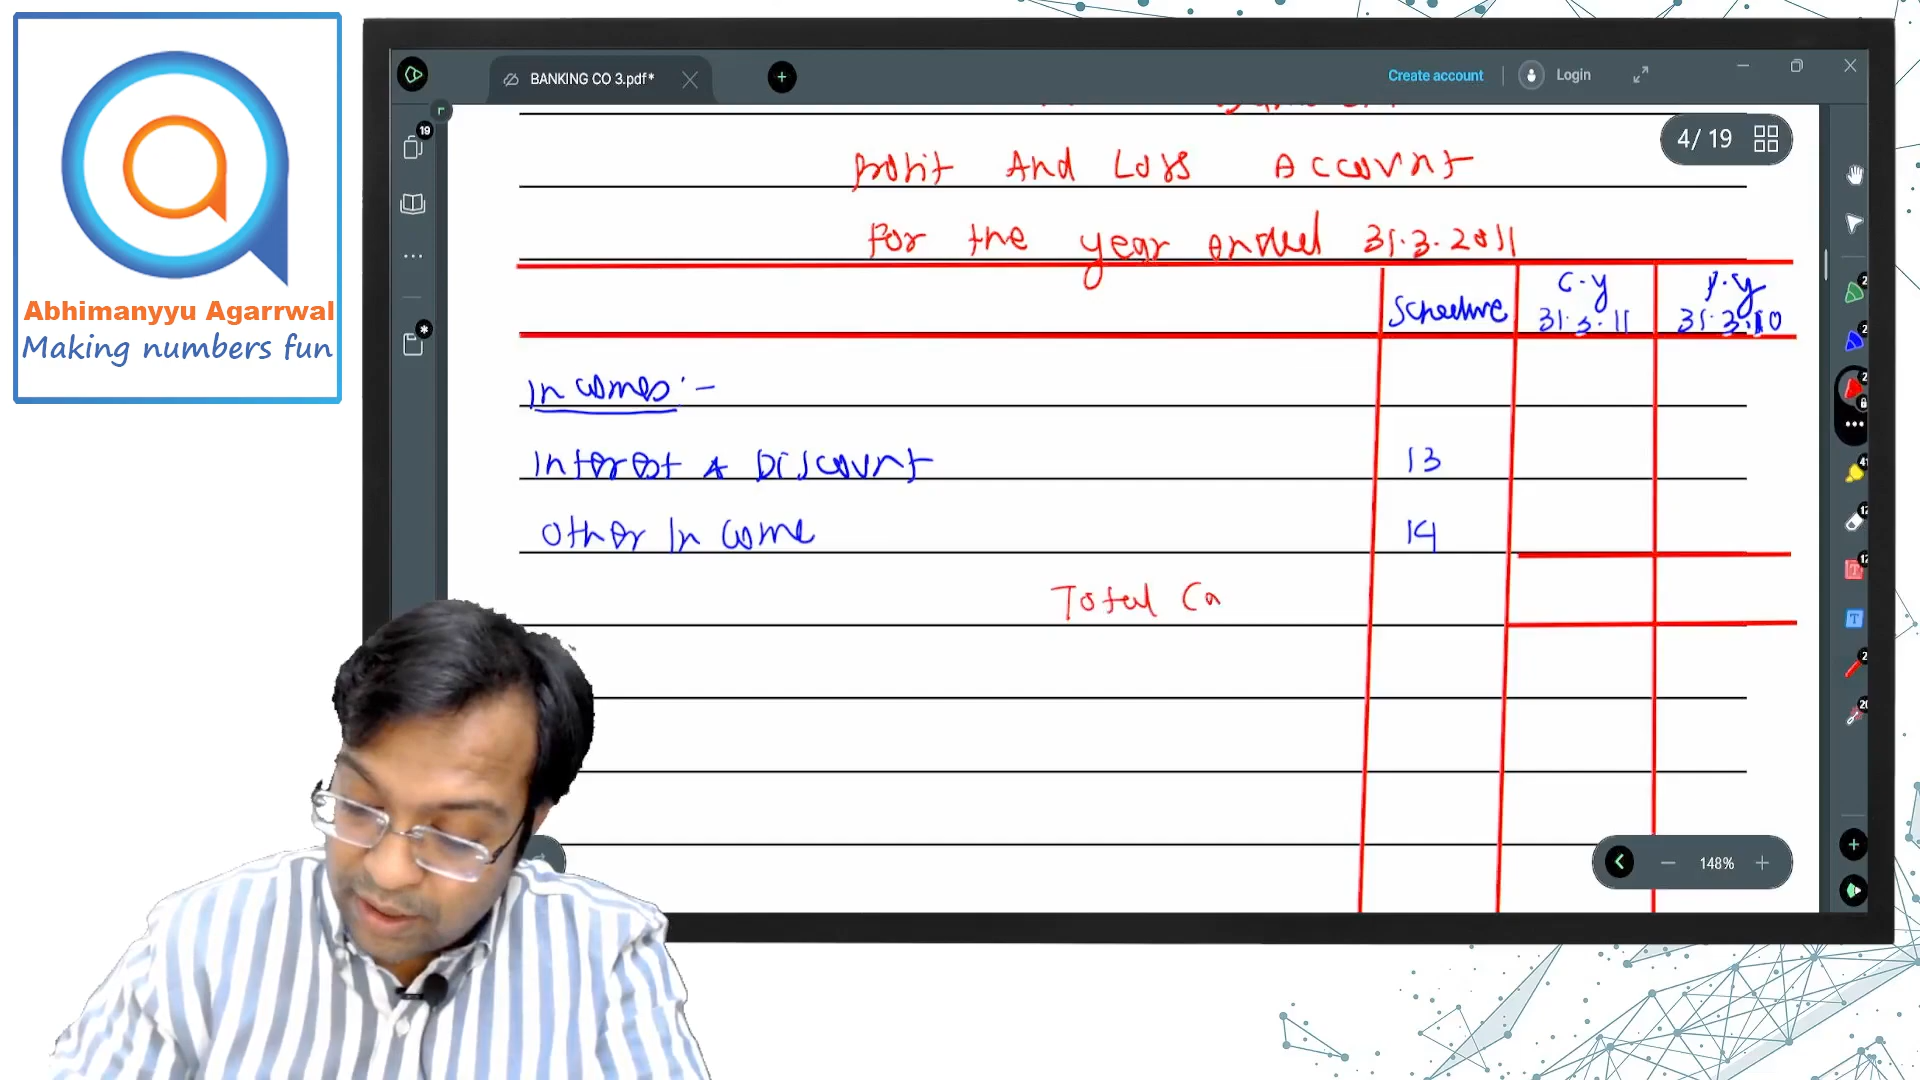 Abhimanyyu Agarrwal
Making numbers fun
BANKING CO 3.pdf*
Create account
Login
19
4/ 19
Profit And Loss Account
For the year ended 31.3.2011
Schedule
C.Y
31.3.11
P.Y
31.3.10
Incomes:-
Interest & Discount
13
Other Income
14
Total Ca
148%